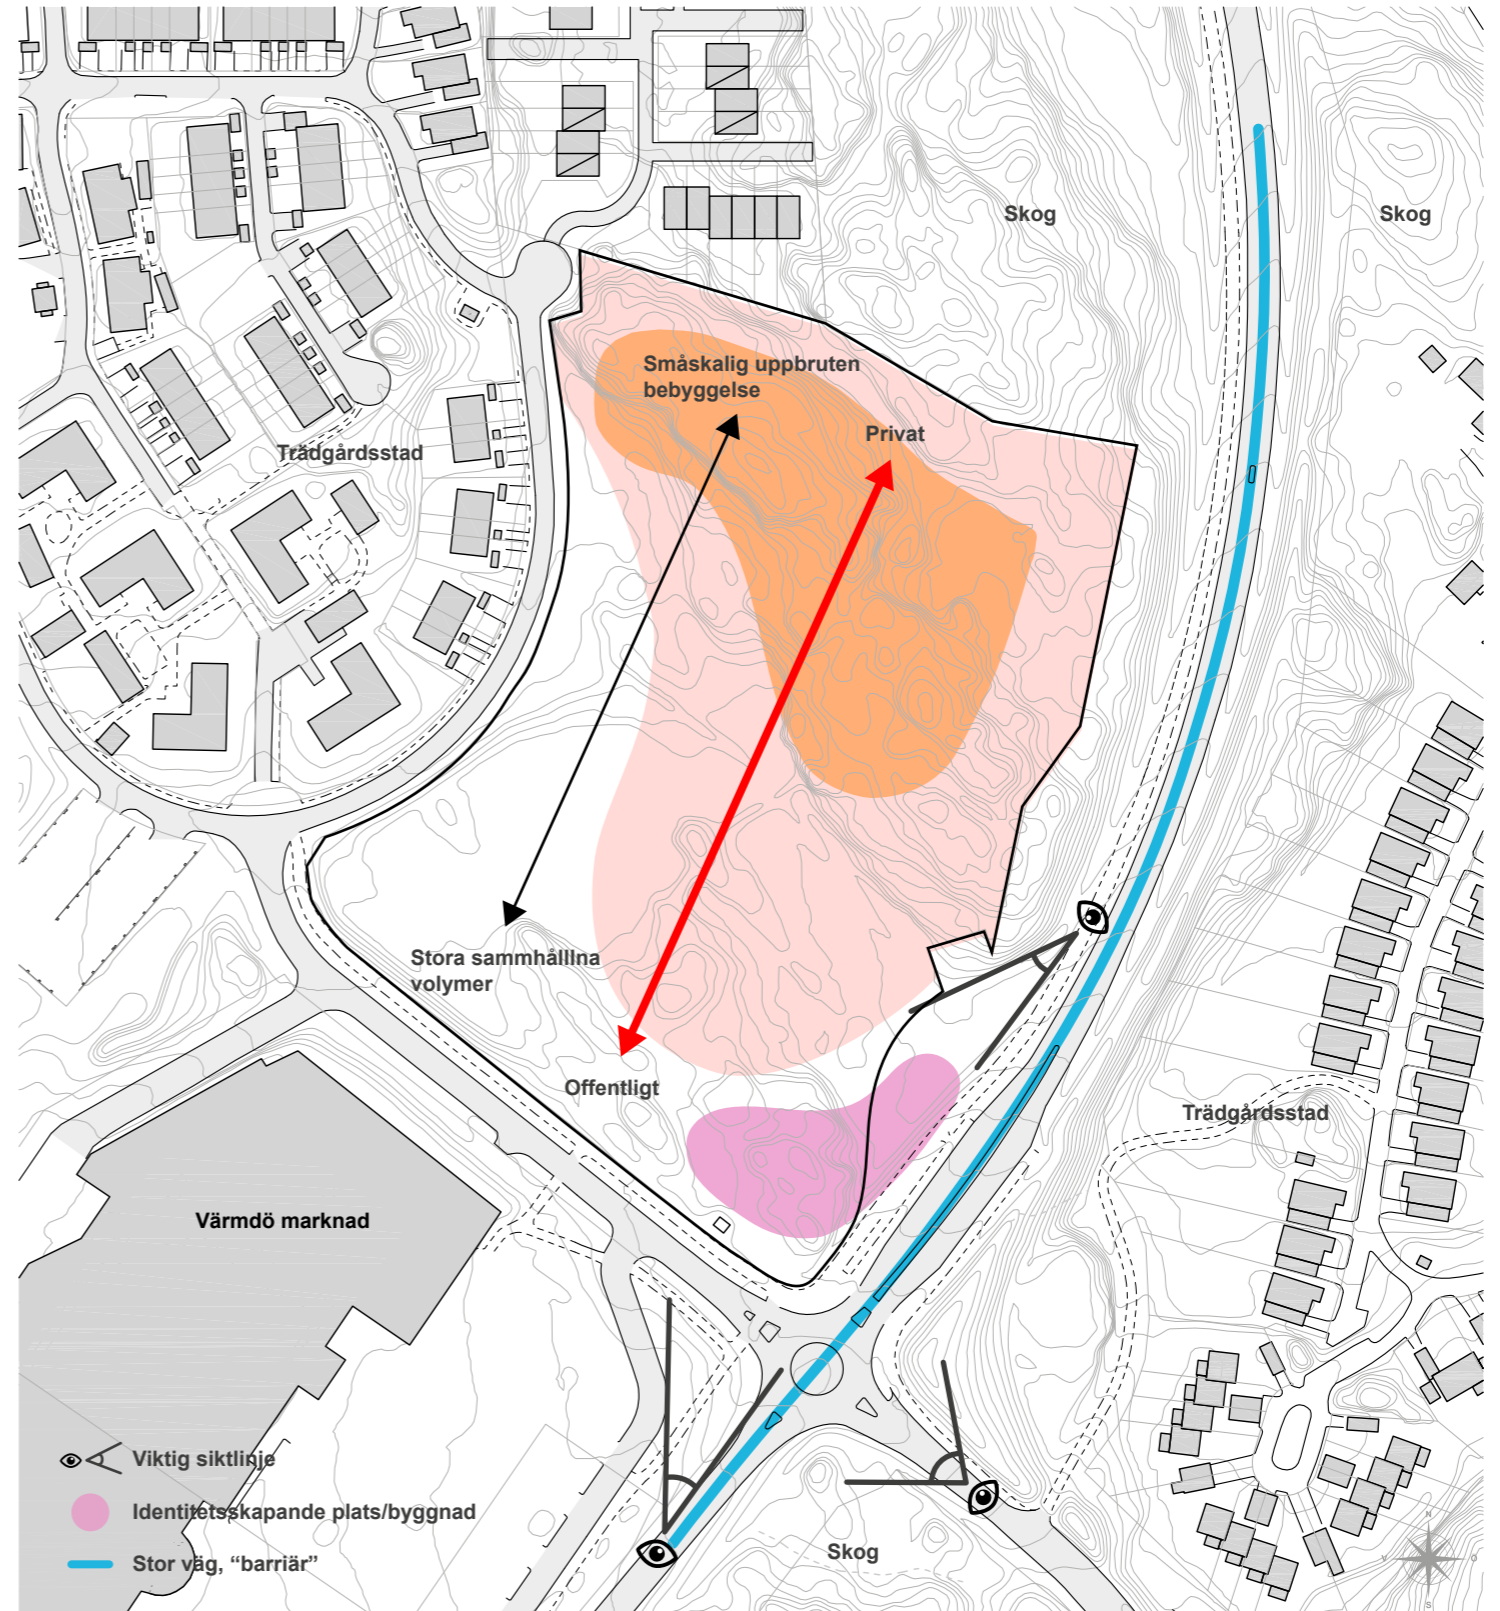 Skog
Skog
Småskalig uppbruten
bebyggelse
Privat
Trädgårdsstad
Stora sammhålllna
volymer
Offentligt
Trädgårdsstad
Värmdö marknad
Viktig siktlinje
Identitetsskapande plats/byggnad
Stor väg, “barriär”
Skog
N
V
O
S